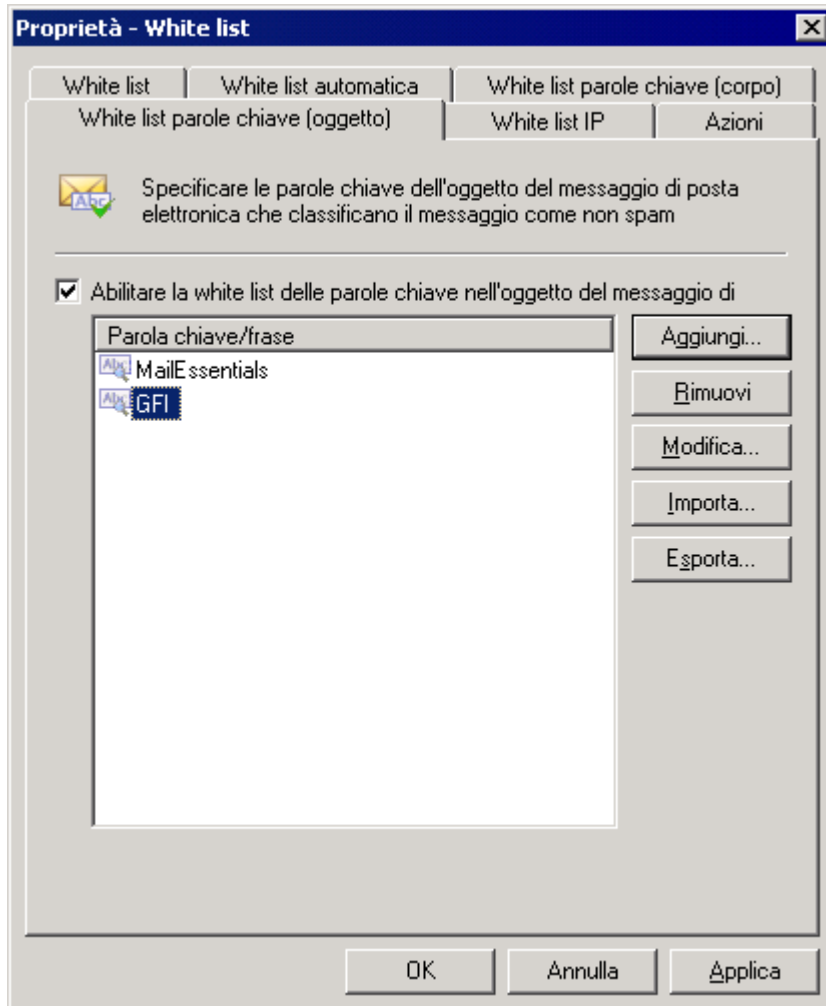 Proprietà - White list
White list
White list automatica
White list parole chiave (corpo)
White list parole chiave (oggetto)
White list IP
Azioni
Specificare le parole chiave dell'oggetto del messaggio di posta
elettronica che classificano il messaggio come non spam
Abilitare la white list delle parole chiave nell'oggetto del messaggio di
Parola chiave/frase
MailEssentials
GFI
Aggiungi...
Rimuovi
Modifica...
Importa...
Esporta...
OK
Annulla
Applica